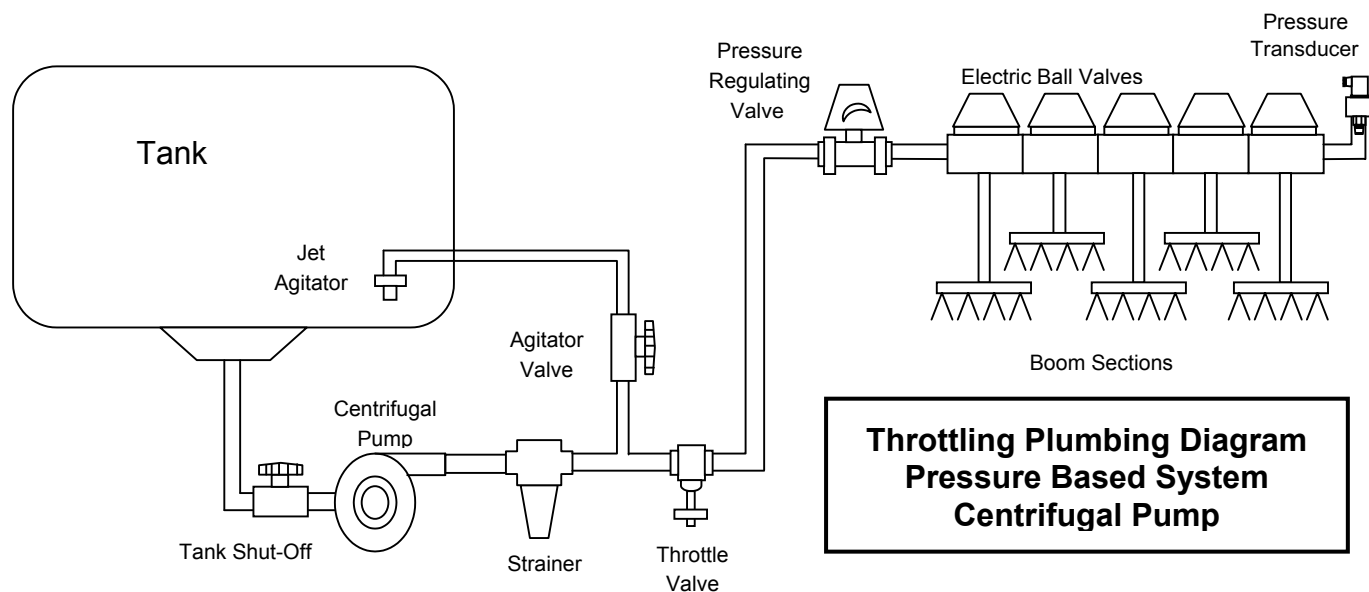 Pressure
Transducer
Pressure
Regulating
Valve
Electric Ball Valves
Tank
Jet
Agitator
Agitator
Valve
Boom Sections
Centrifugal
Pump
Throttling Plumbing Diagram
Pressure Based System
Centrifugal Pump
Tank Shut-Off
Strainer
Throttle
Valve